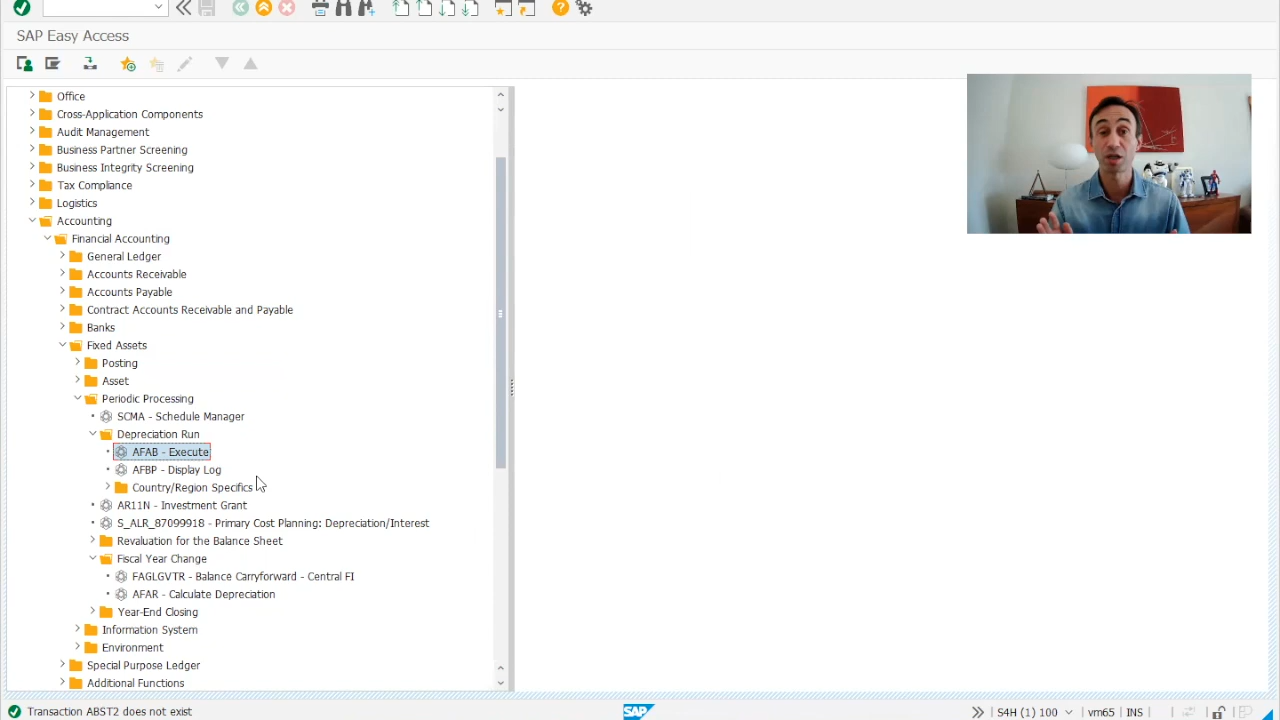 SAP Easy Access
Office
Cross-Application Components
Audit Management
Business Partner Screening
Business Integrity Screening
Tax Compliance
Logistics
Accounting
Financial Accounting
General Ledger
Accounts Receivable
Accounts Payable
Contract Accounts Receivable and Payable
Banks
Fixed Assets
Posting
Asset
Periodic Processing
SCMA - Schedule Manager
Depreciation Run
AFAB - Execute
AFBP - Display Log
Country/Region Specifics
AR11N - Investment Grant
S_ALR_87099918 - Primary Cost Planning: Depreciation/Interest
Revaluation for the Balance Sheet
Fiscal Year Change
FAGLGVTR - Balance Carryforward - Central FI
AFAR - Calculate Depreciation
Year-End Closing
Information System
Environment
Special Purpose Ledger
Additional Functions
Transaction ABST2 does not exist
SAP
S4H (1) 100
vm65
INS